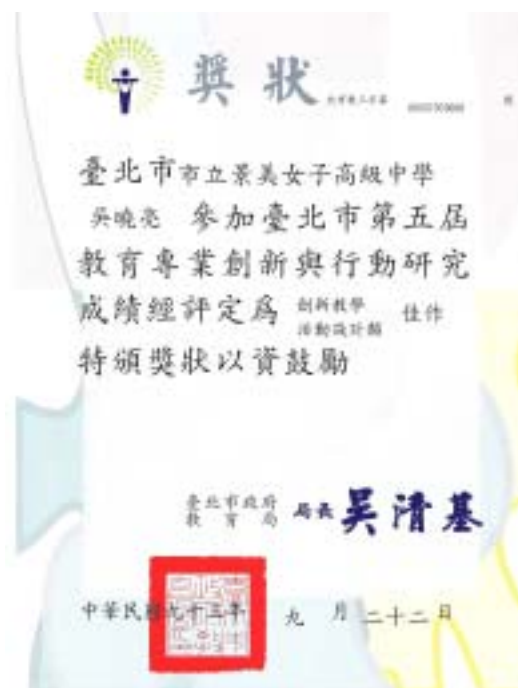 獎狀
臺北市市立景美女子高級中學
吳曉亮 參加臺北市第五屆
教育專業創新與行動研究
成績經評定為 創新教學 佳作
活動設計類
特頒獎狀以資鼓勵
臺北市政府
教育局 局長 吳清基
中華民國九十三年 九 月 二十二 日